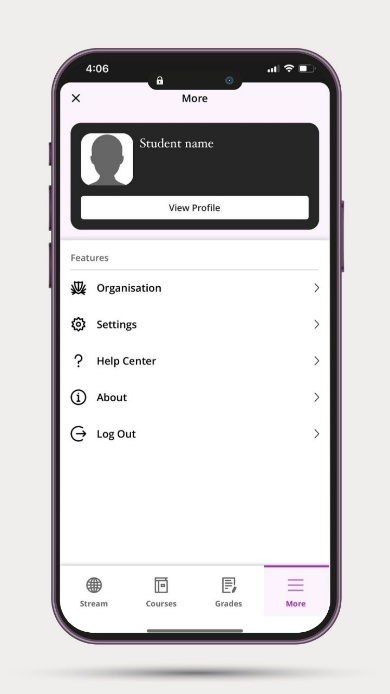 4:06
More
Student name
View Profile
Features
Organisation
Settings
Help Center
About
Log Out
Stream
Courses
Grades
More